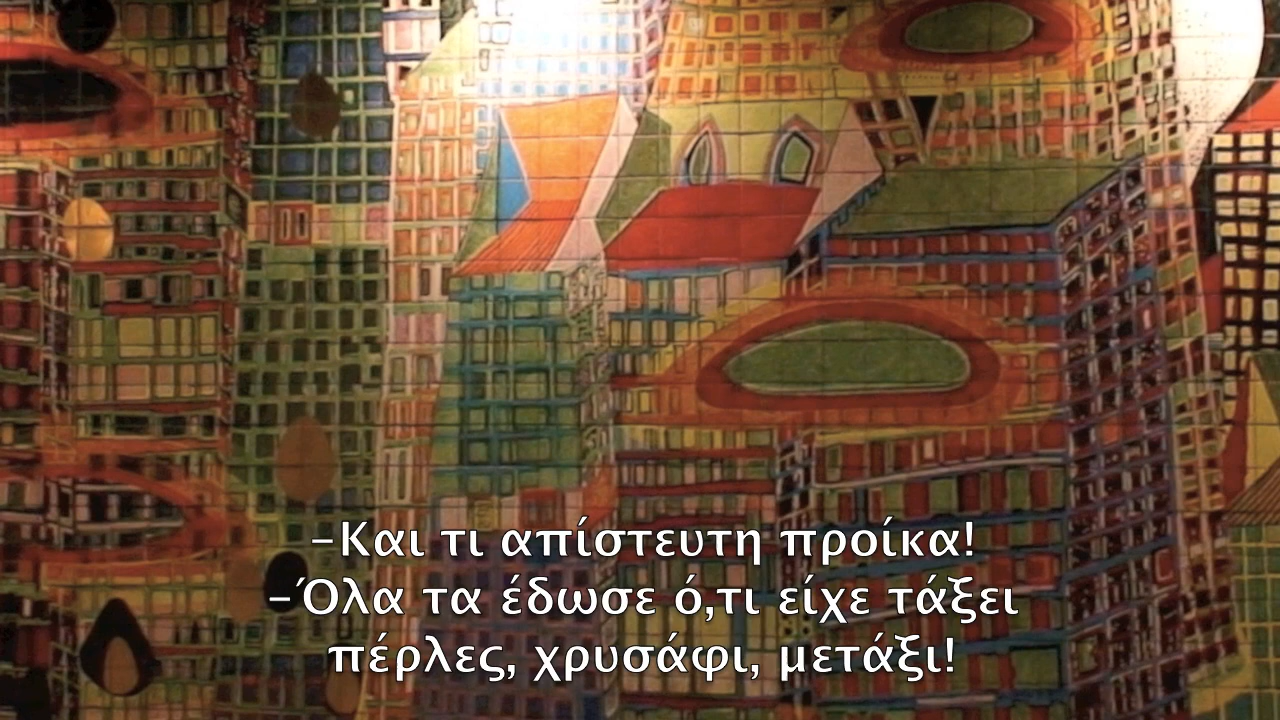 –Και τι απίστευτη προίκα!
–Όλα τα έδωσε ό,τι είχε τάξει
πέρλες, χρυσάφι, μετάξι!